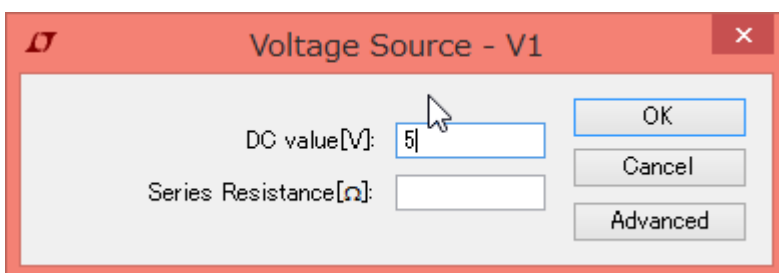 Voltage Source - V1
DC value[V]: 5
OK
Series Resistance[Ω]:
Cancel
Advanced